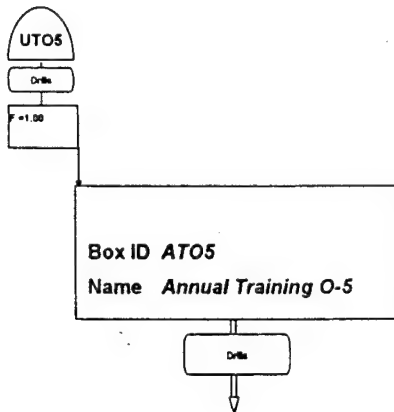 UTO5
Drills
F =1.00
Box ID ATO5
Name Annual Training O-5
Drills